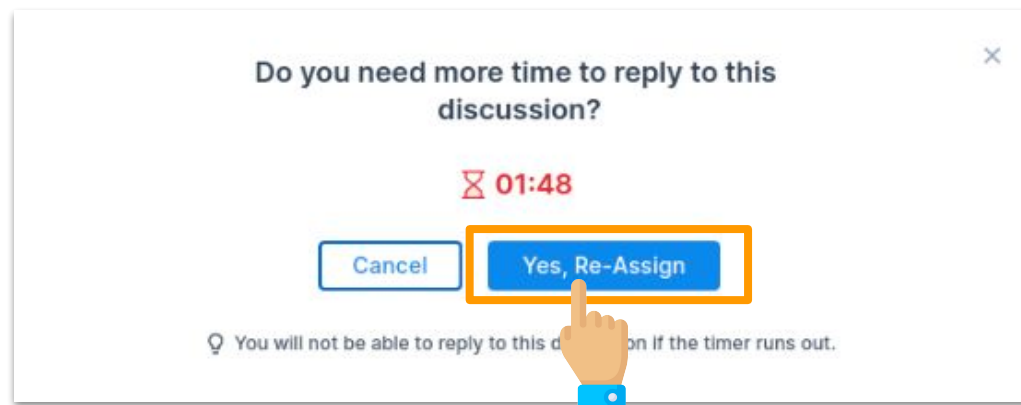 Do you need more time to reply to this
discussion?
01:48
Cancel Yes, Re-Assign
You will not be able to reply to this d on if the timer runs out.